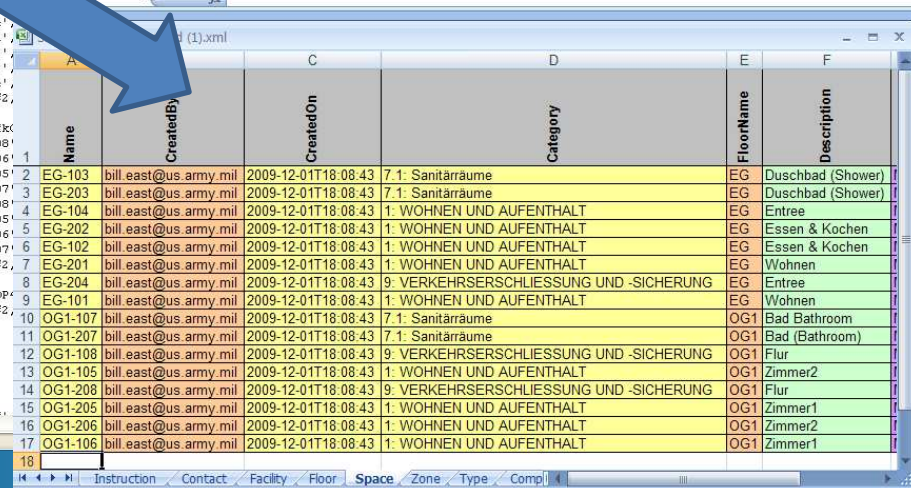 d (1).xml
A C D E F
1 Name CreatedBy CreatedOn Category FloorName Description
2 EG-103 bill.east@us.army.mil 2009-12-01T18:08:43 7.1: Sanitärräume EG Duschbad (Shower)
3 EG-203 bill.east@us.army.mil 2009-12-01T18:08:43 7.1: Sanitärräume EG Duschbad (Shower)
4 EG-104 bill.east@us.army.mil 2009-12-01T18:08:43 1: WOHNEN UND AUFENTHALT EG Entree
5 EG-202 bill.east@us.army.mil 2009-12-01T18:08:43 1: WOHNEN UND AUFENTHALT EG Essen & Kochen
6 EG-102 bill.east@us.army.mil 2009-12-01T18:08:43 1: WOHNEN UND AUFENTHALT EG Essen & Kochen
7 EG-201 bill.east@us.army.mil 2009-12-01T18:08:43 1: WOHNEN UND AUFENTHALT EG Wohnen
8 EG-204 bill.east@us.army.mil 2009-12-01T18:08:43 9: VERKEHRSERSCHLIESSUNG UND -SICHERUNG EG Entree
9 EG-101 bill.east@us.army.mil 2009-12-01T18:08:43 1: WOHNEN UND AUFENTHALT EG Wohnen
10 OG1-107 bill.east@us.army.mil 2009-12-01T18:08:43 7.1: Sanitärräume OG1 Bad Bathroom
11 OG1-207 bill.east@us.army.mil 2009-12-01T18:08:43 7.1: Sanitärräume OG1 Bad (Bathroom)
12 OG1-108 bill.east@us.army.mil 2009-12-01T18:08:43 9: VERKEHRSERSCHLIESSUNG UND -SICHERUNG OG1 Flur
13 OG1-105 bill.east@us.army.mil 2009-12-01T18:08:43 1: WOHNEN UND AUFENTHALT OG1 Zimmer2
14 OG1-208 bill.east@us.army.mil 2009-12-01T18:08:43 9: VERKEHRSERSCHLIESSUNG UND -SICHERUNG OG1 Flur
15 OG1-205 bill.east@us.army.mil 2009-12-01T18:08:43 1: WOHNEN UND AUFENTHALT OG1 Zimmer1
16 OG1-206 bill.east@us.army.mil 2009-12-01T18:08:43 1: WOHNEN UND AUFENTHALT OG1 Zimmer2
17 OG1-106 bill.east@us.army.mil 2009-12-01T18:08:43 1: WOHNEN UND AUFENTHALT OG1 Zimmer1
18
Instruction Contact Facility Floor Space Zone Type Comp